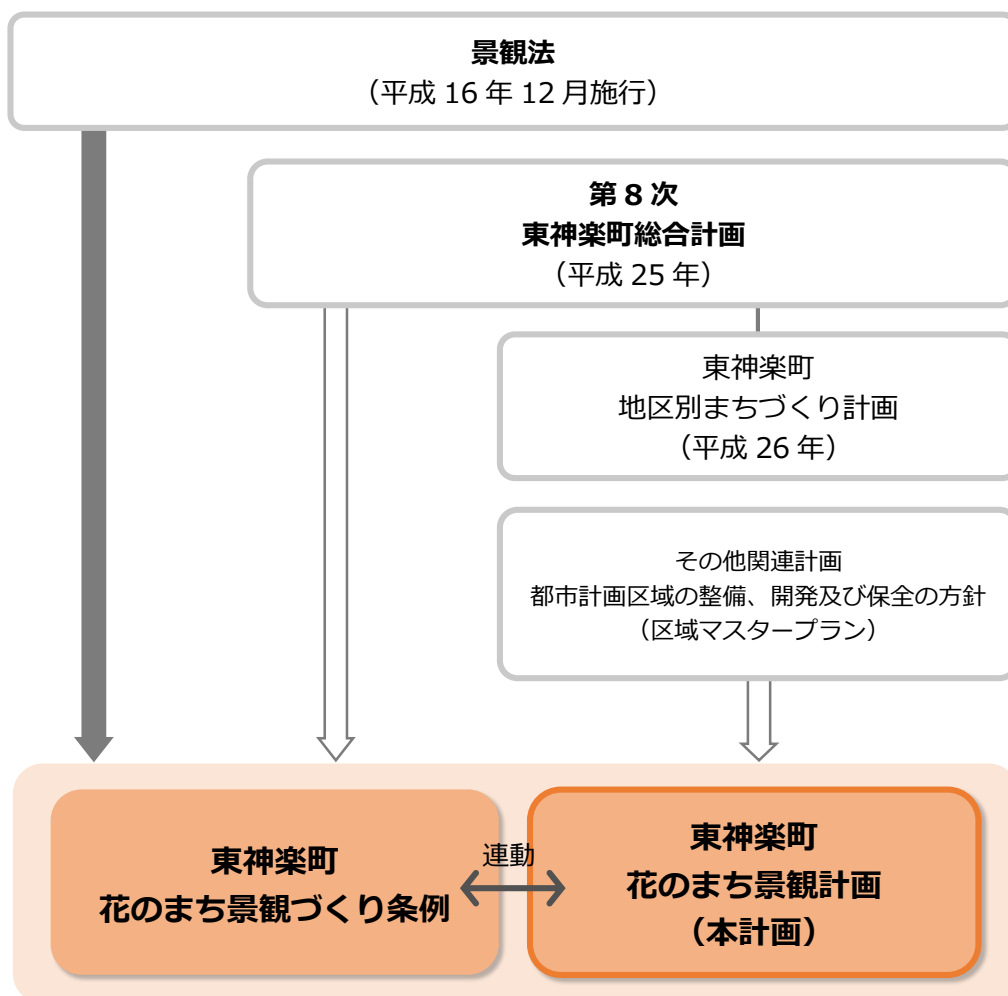 景観法
（平成 16 年 12 月施行）
第 8 次
東神楽町総合計画
（平成 25 年）
東神楽町
地区別まちづくり計画
（平成 26 年）
その他関連計画
都市計画区域の整備、開発及び保全の方針
（区域マスタープラン）
東神楽町
花のまち景観づくり条例
連動
東神楽町
花のまち景観計画
（本計画）